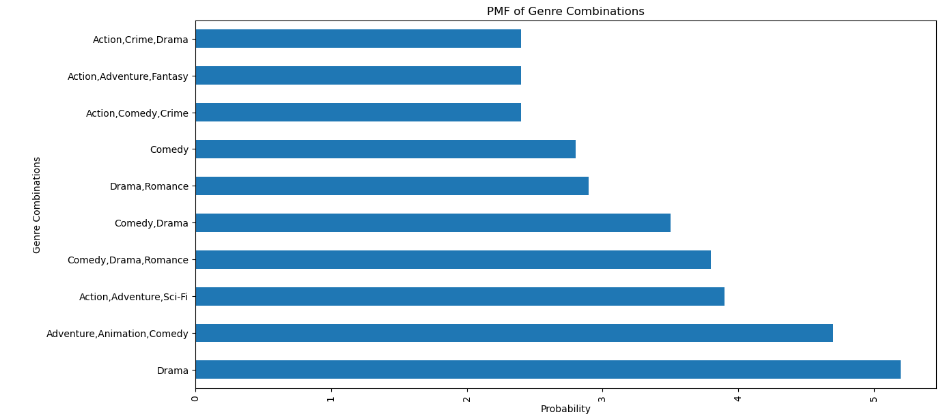 PMF of Genre Combinations
Genre Combinations
Action,Crime,Drama
Action,Adventure,Fantasy
Action,Comedy,Crime
Comedy
Drama,Romance
Comedy,Drama
Comedy,Drama,Romance
Action,Adventure,Sci-Fi
Adventure,Animation,Comedy
Drama
0 1 2 3 4 5
Probability